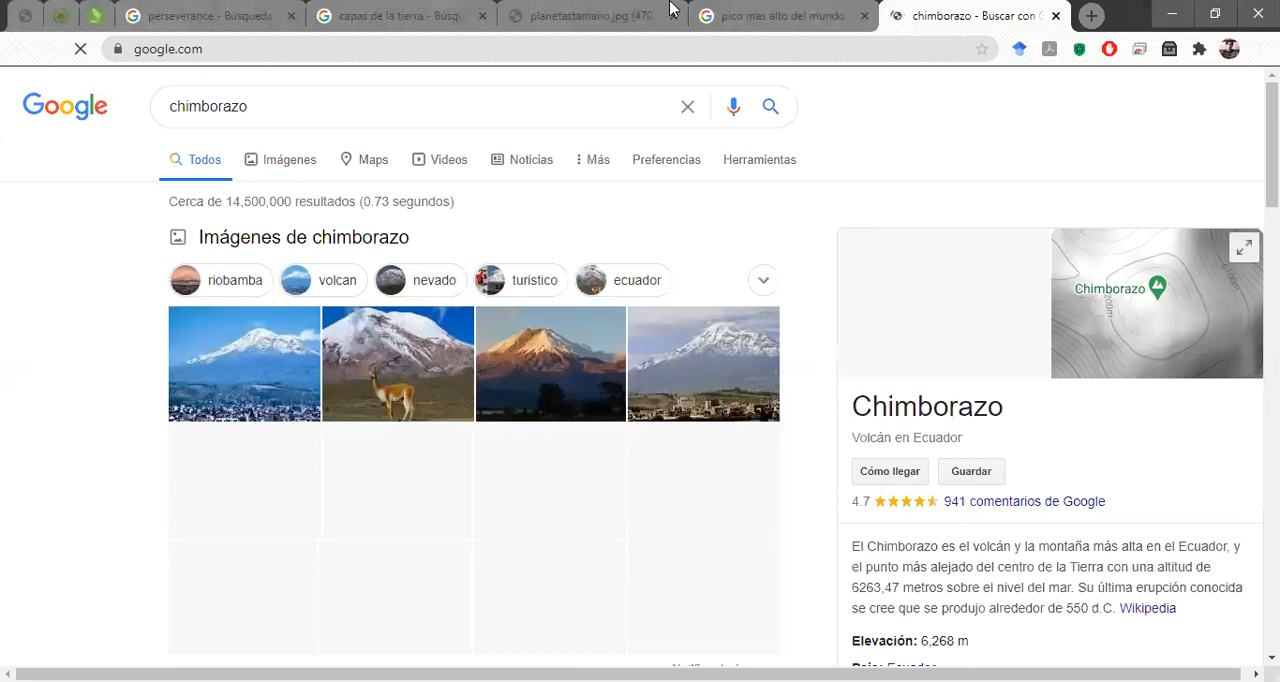 perseverance - Búsqueda
capas de la tierra - Búsqu
planetastamano.jpg (470
pico mas alto del mundo
chimborazo - Buscar con G
google.com
Google
chimborazo
Todos
Imágenes
Maps
Videos
Noticias
Más
Preferencias
Herramientas
Cerca de 14,500,000 resultados (0.73 segundos)
Imágenes de chimborazo
riobamba
volcan
nevado
turistico
ecuador
Chimborazo
Chimborazo
Volcán en Ecuador
Cómo llegar
Guardar
4.7
941 comentarios de Google
El Chimborazo es el volcán y la montaña más alta en el Ecuador, y
el punto más alejado del centro de la Tierra con una altitud de
6263,47 metros sobre el nivel del mar. Su última erupción conocida
se cree que se produjo alrededor de 550 d.C. Wikipedia
Elevación: 6,268 m
País: Ecuador